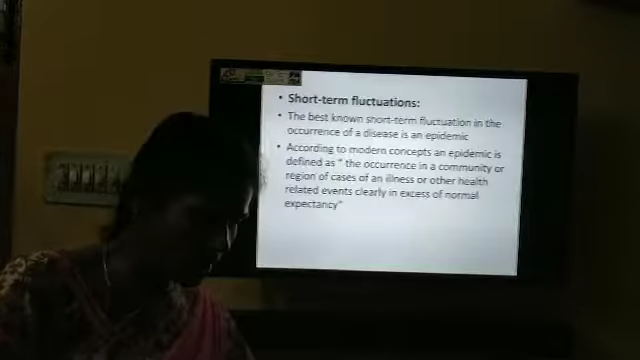 • Short-term fluctuations:
• The best known short-term fluctuation in the
occurrence of a disease is an epidemic
• According to modern concepts an epidemic is
defined as " the occurrence in a community or
region of cases of an illness or other health
related events clearly in excess of normal
expectancy"